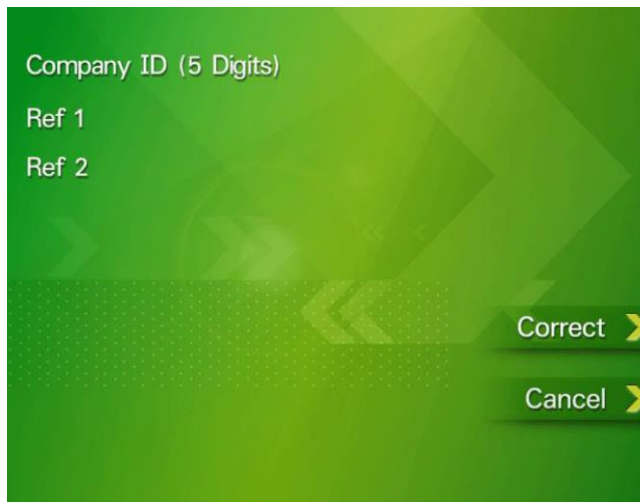 Company ID (5 Digits)
Ref 1
Ref 2
Correct
Cancel